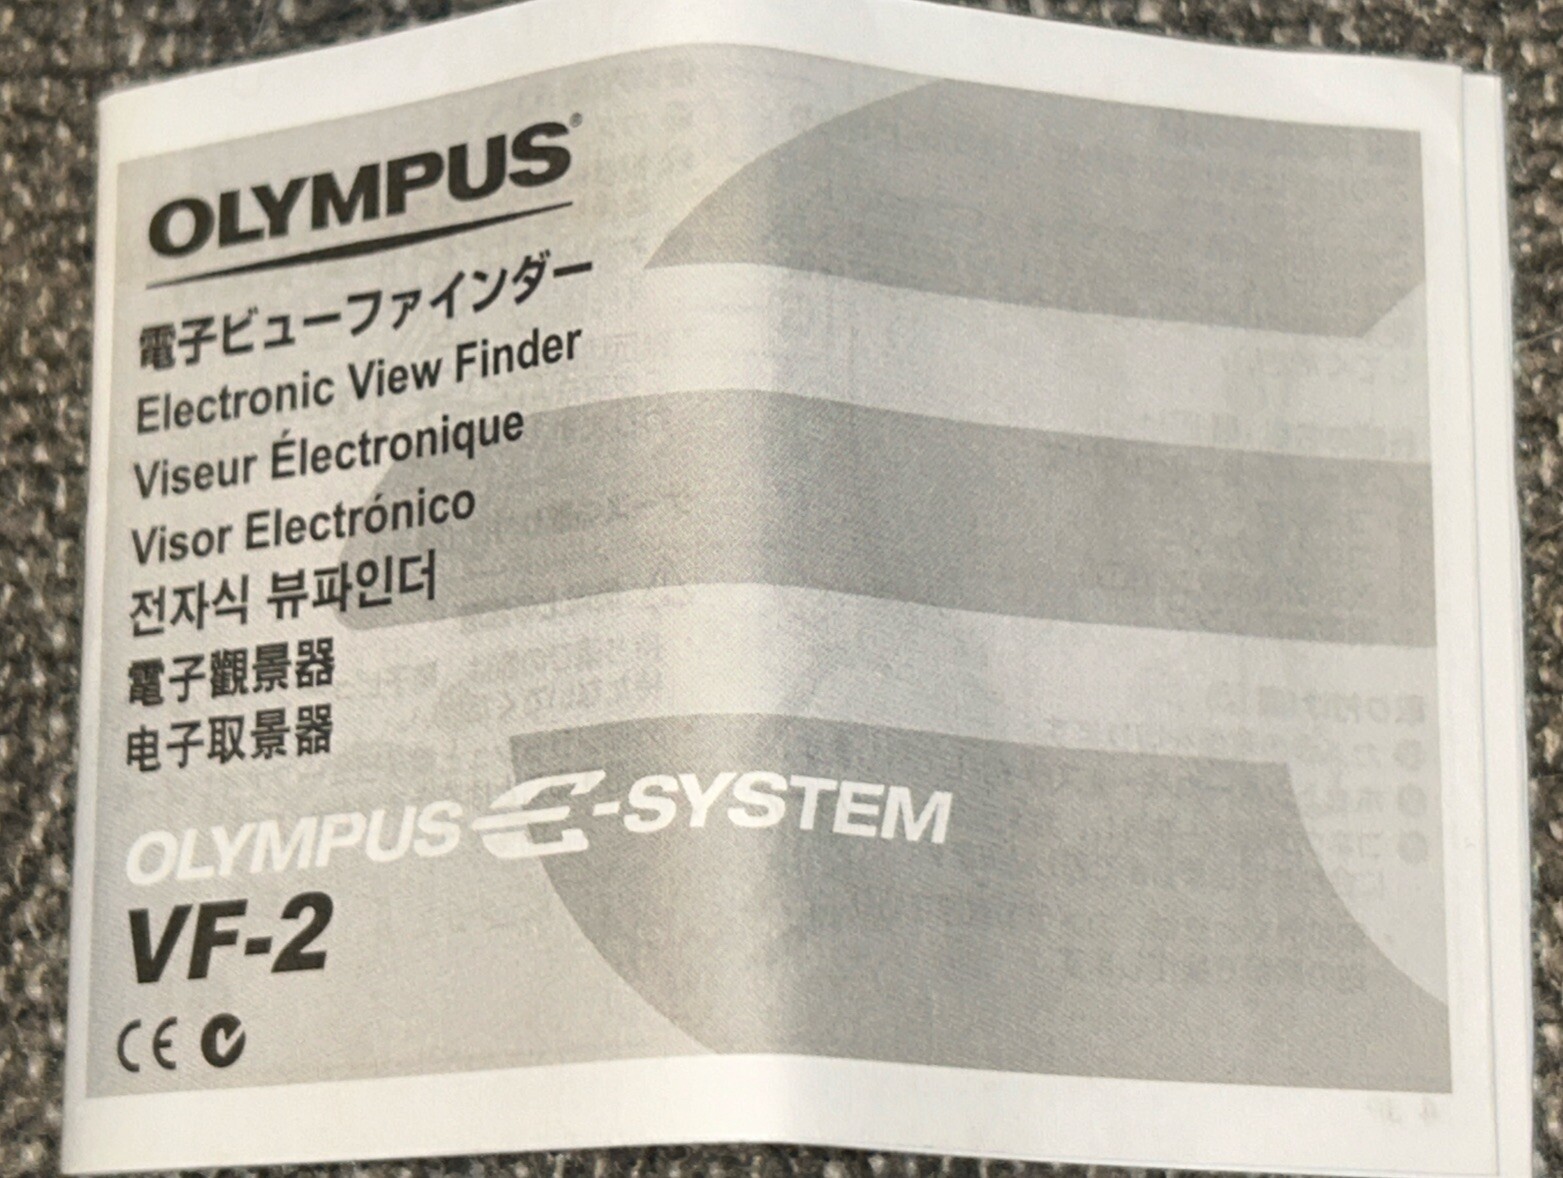 OLYMPUS®
電子ビューファインダー
Electronic View Finder
Viseur Électronique
Visor Electrónico
전자식 뷰파인더
電子觀景器
电子取景器
OLYMPUS E-SYSTEM
VF-2
CE